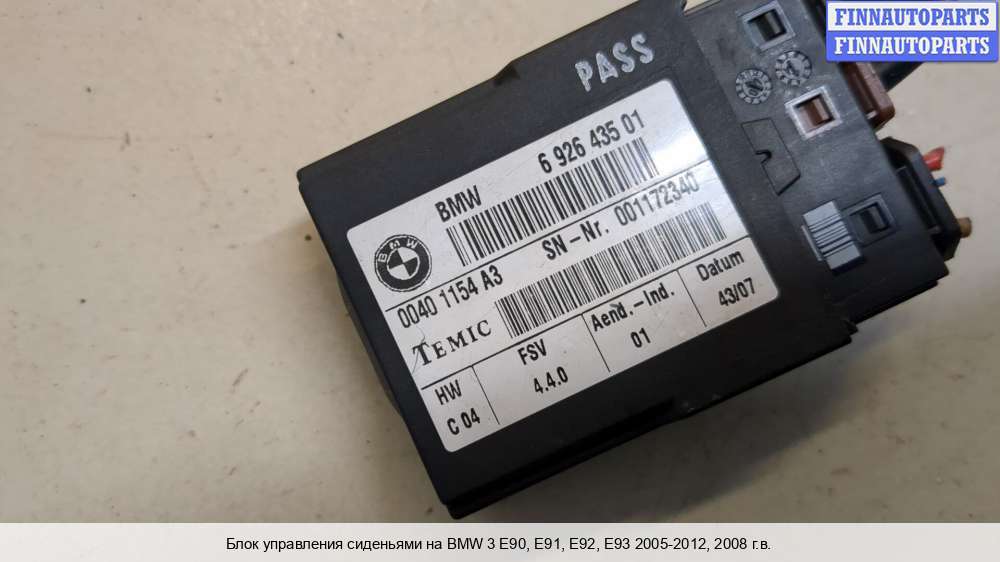 FINNAUTOPARTS
FINNAUTOPARTS
PASS
BMW 6 926 435 01
BMW
SN-Nr. 001172340
0040 1154 A3
TEMIC
HW FSV Aend.-Ind. Datum
C 04 4.4.0 01 43/07
Блок управления сиденьями на BMW 3 E90, E91, E92, E93 2005-2012, 2008 г.в.